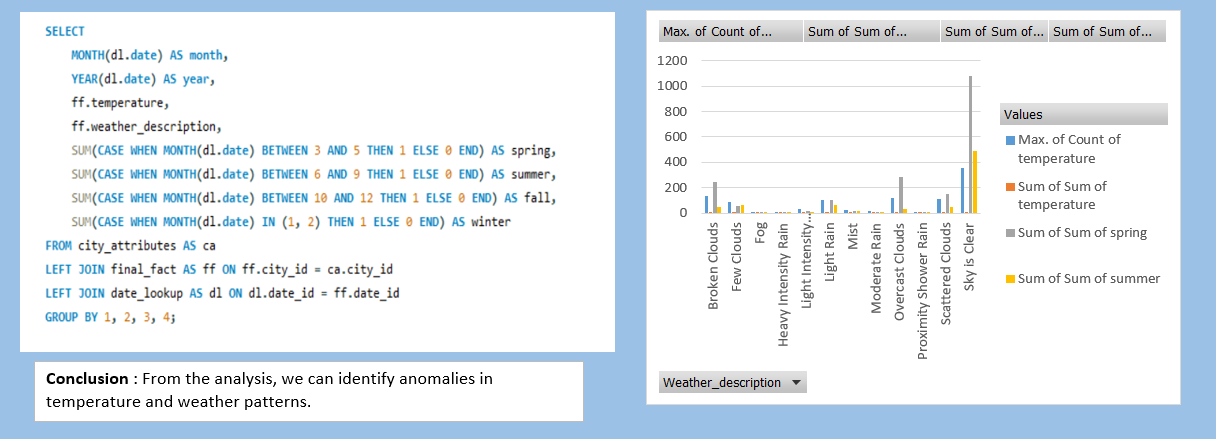 SELECT
MONTH(dl.date) AS month,
YEAR(dl.date) AS year,
ff.temperature,
ff.weather_description,
SUM(CASE WHEN MONTH(dl.date) BETWEEN 3 AND 5 THEN 1 ELSE 0 END) AS spring,
SUM(CASE WHEN MONTH(dl.date) BETWEEN 6 AND 9 THEN 1 ELSE 0 END) AS summer,
SUM(CASE WHEN MONTH(dl.date) BETWEEN 10 AND 12 THEN 1 ELSE 0 END) AS fall,
SUM(CASE WHEN MONTH(dl.date) IN (1, 2) THEN 1 ELSE 0 END) AS winter
FROM city_attributes AS ca
LEFT JOIN final_fact AS ff ON ff.city_id = ca.city_id
LEFT JOIN date_lookup AS dl ON dl.date_id = ff.date_id
GROUP BY 1, 2, 3, 4;
Conclusion : From the analysis, we can identify anomalies in
temperature and weather patterns.
Max. of Count of... Sum of Sum of... Sum of Sum of... Sum of Sum of...
1200
1000
800
600
400
200
0
Broken Clouds
Few Clouds
Fog
Heavy Intensity Rain
Light Intensity...
Light Rain
Mist
Moderate Rain
Overcast Clouds
Proximity Shower Rain
Scattered Clouds
Sky is Clear
Values
Max. of Count of
temperature
Sum of Sum of
temperature
Sum of Sum of spring
Sum of Sum of summer
Weather_description